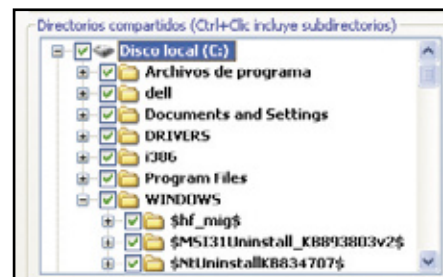 Directorios compartidos (Ctrl+Clic incluye subdirectorios)
Disco local (C:)
Archivos de programa
dell
Documents and Settings
DRIVERS
i386
Program Files
WINDOWS
$hf_mig$
$MSI31Uninstall_KB893803v2$
$NtUninstallKB834707$